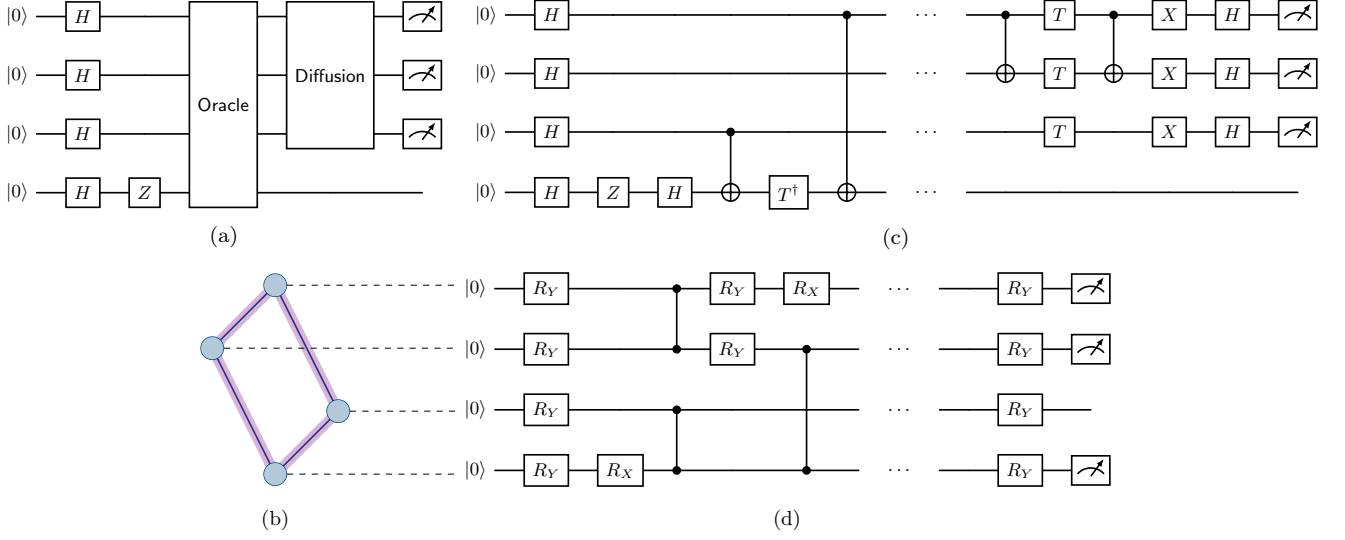 |0⟩ H
|0⟩ H Diffusion
Oracle
|0⟩ H
|0⟩ H Z
(a)
|0⟩ H ··· T X H
|0⟩ H ··· T X H
|0⟩ H ··· T X H
|0⟩ H Z H T† ···
(c)
|0⟩ R_Y R_Y R_X ··· R_Y
|0⟩ R_Y R_Y ··· R_Y
|0⟩ R_Y ··· R_Y
|0⟩ R_Y R_X ··· R_Y
(b)
(d)